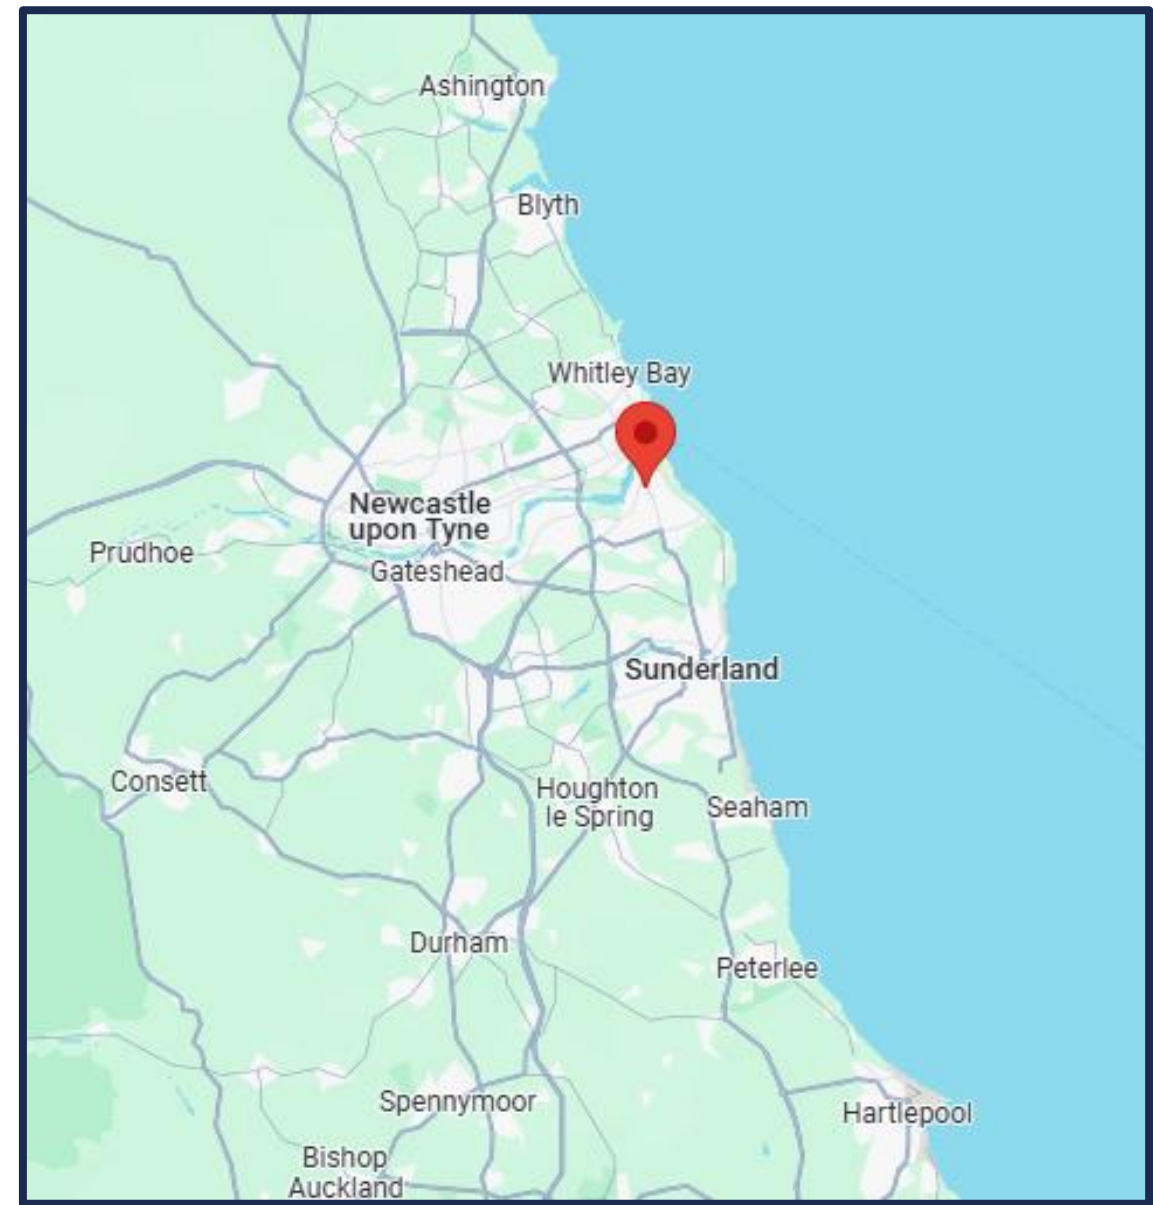 Ashington
Blyth
Whitley Bay
Newcastle
upon Tyne
Prudhoe
Gateshead
Sunderland
Consett
Houghton
le Spring
Seaham
Durham
Peterlee
Spennymoor
Hartlepool
Bishop
Auckland